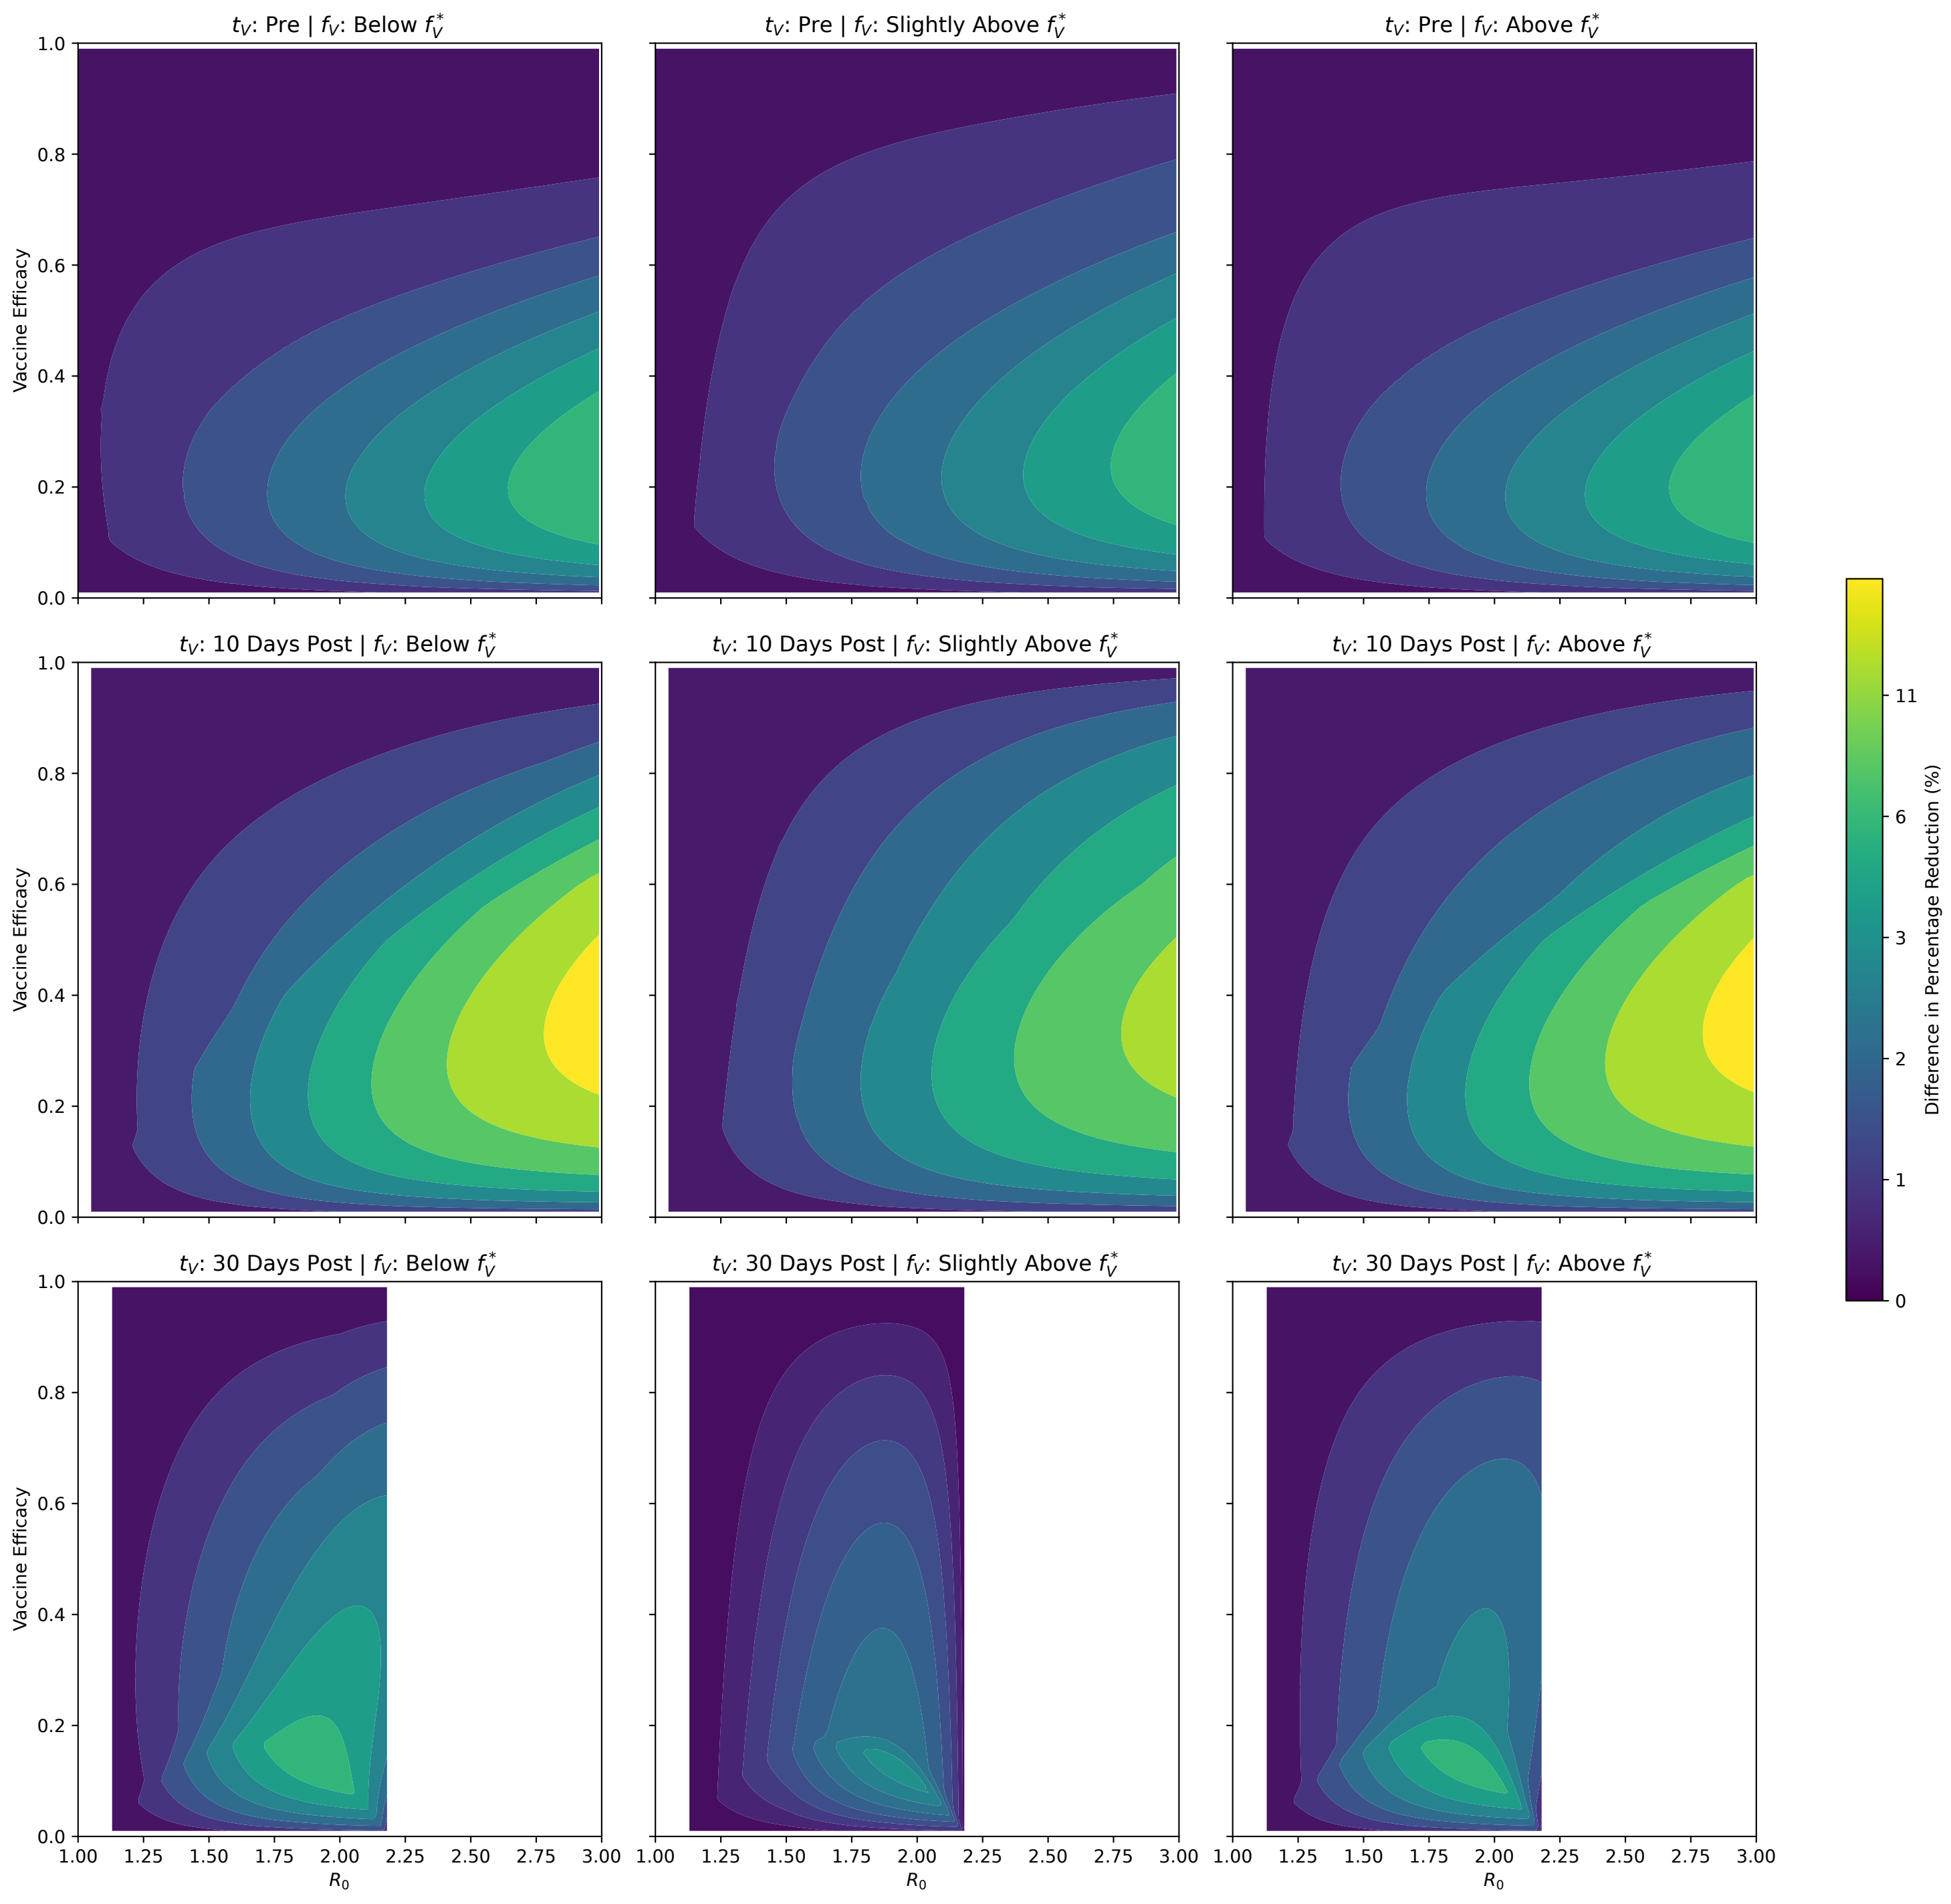 t_V: Pre | f_V: Below f_V^*
t_V: Pre | f_V: Slightly Above f_V^*
t_V: Pre | f_V: Above f_V^*
1.0
0.8
0.6
0.4
0.2
0.0
Vaccine Efficacy
t_V: 10 Days Post | f_V: Below f_V^*
t_V: 10 Days Post | f_V: Slightly Above f_V^*
t_V: 10 Days Post | f_V: Above f_V^*
1.0
0.8
0.6
0.4
0.2
0.0
Vaccine Efficacy
t_V: 30 Days Post | f_V: Below f_V^*
t_V: 30 Days Post | f_V: Slightly Above f_V^*
t_V: 30 Days Post | f_V: Above f_V^*
1.0
0.8
0.6
0.4
0.2
0.0
Vaccine Efficacy
1.00 1.25 1.50 1.75 2.00 2.25 2.50 2.75 3.00
R_0
1.00 1.25 1.50 1.75 2.00 2.25 2.50 2.75 3.00
R_0
1.00 1.25 1.50 1.75 2.00 2.25 2.50 2.75 3.00
R_0
11
6
3
2
1
0
Difference in Percentage Reduction (%)